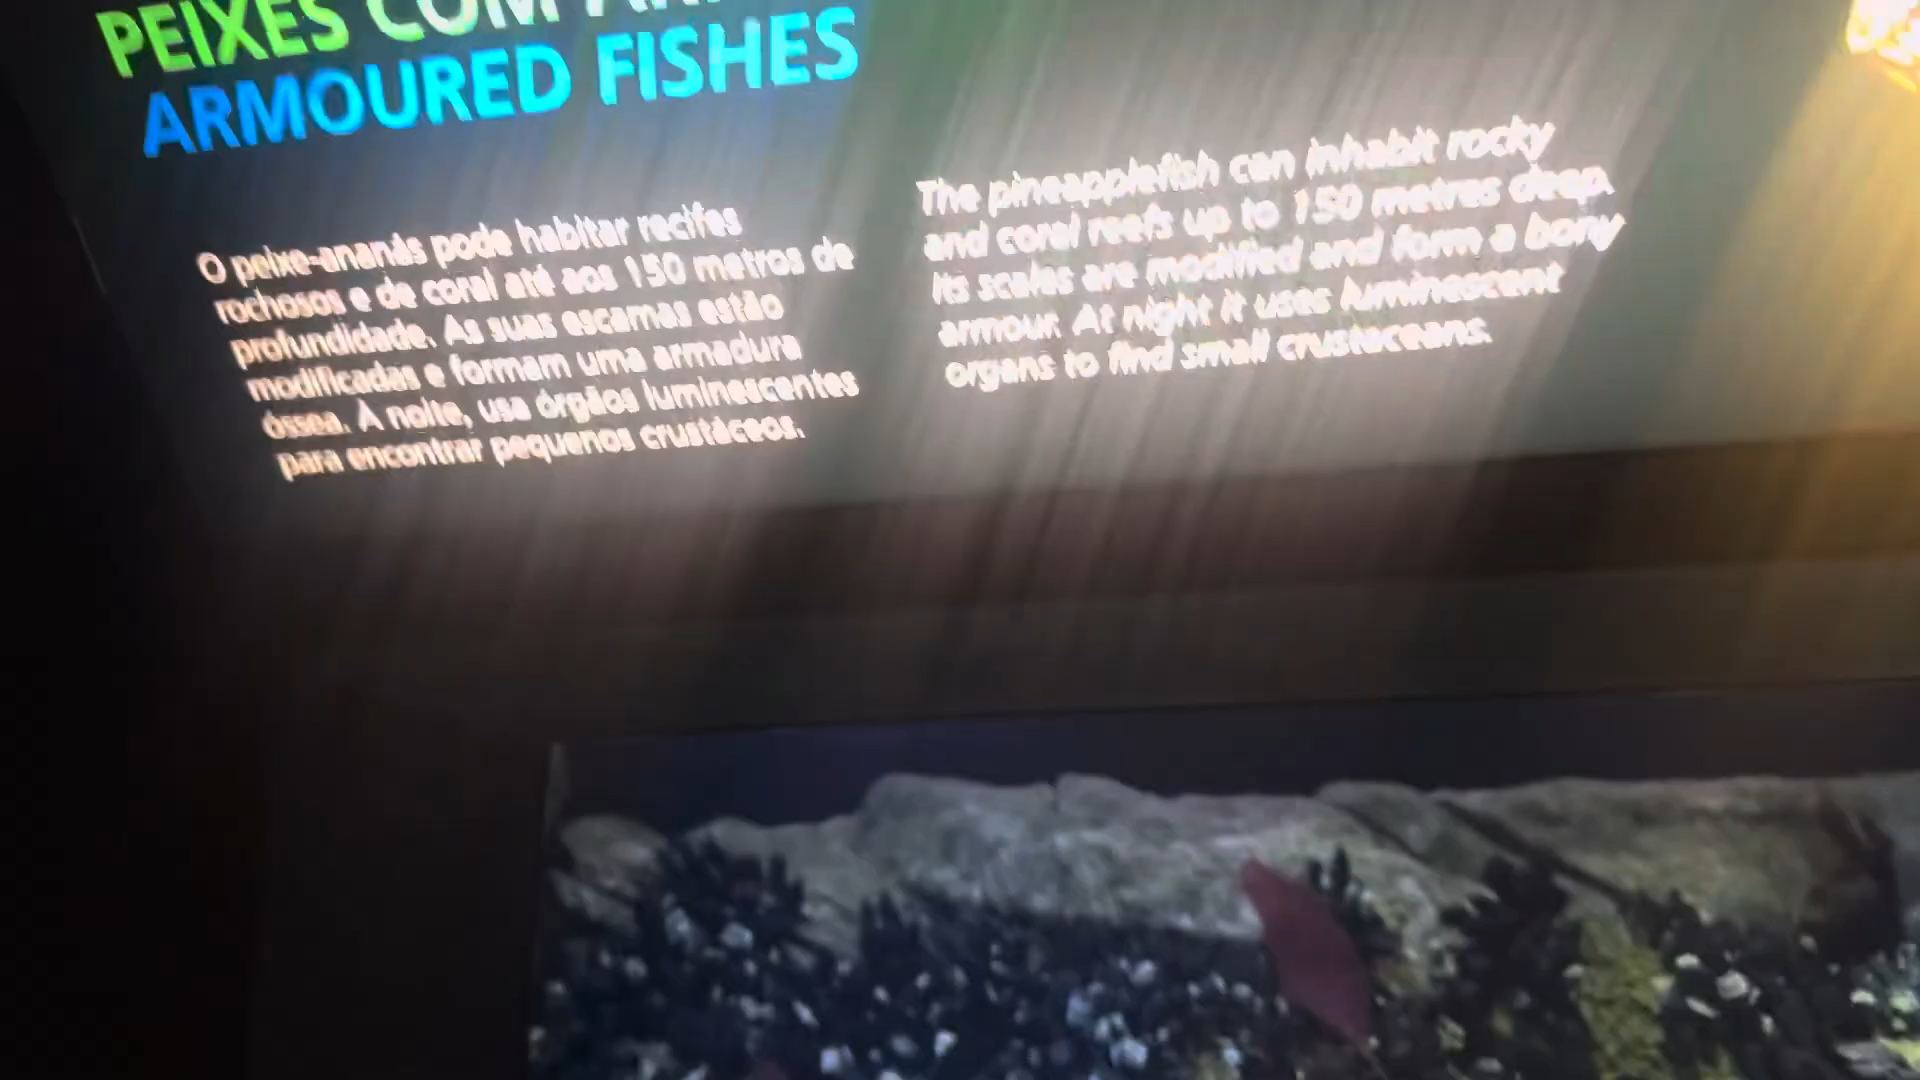 PEIXES COM
ARMOURED FISHES
O peixe-ananás pode habitar recifes
rochosos e de coral até aos 150 metros de
profundidade. As suas escamas estão
modificadas e formam uma armadura
óssea. À noite, usa órgãos luminescentes
para encontrar pequenos crustáceos.
The pineapplefish can inhabit rocky
and coral reefs up to 150 metres deep.
Its scales are modified and form a bony
armour. At night it uses luminescent
organs to find small crustaceans.